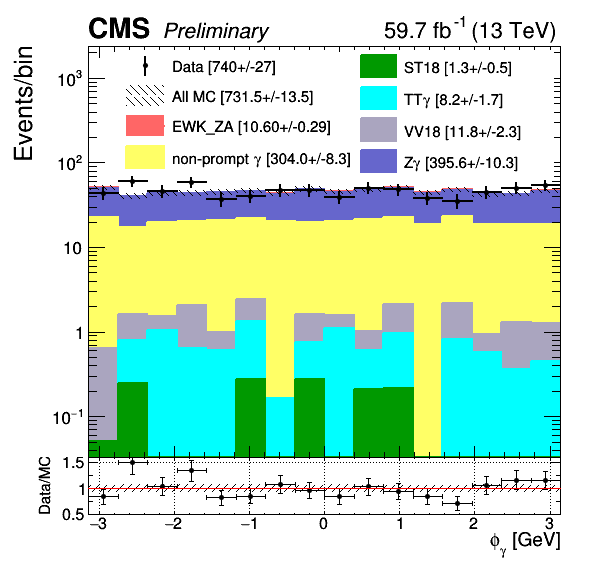 CMS Preliminary 59.7 fb⁻¹ (13 TeV)
Events/bin
Data [740+/-27]
All MC [731.5+/-13.5]
EWK_ZA [10.60+/-0.29]
non-prompt γ [304.0+/-8.3]
ST18 [1.3+/-0.5]
TTγ [8.2+/-1.7]
VV18 [11.8+/-2.3]
Zγ [395.6+/-10.3]
10³
10²
10
1
10⁻¹
Data/MC
1.5
1
0.5
−3 −2 −1 0 1 2 3
ϕγ [GeV]